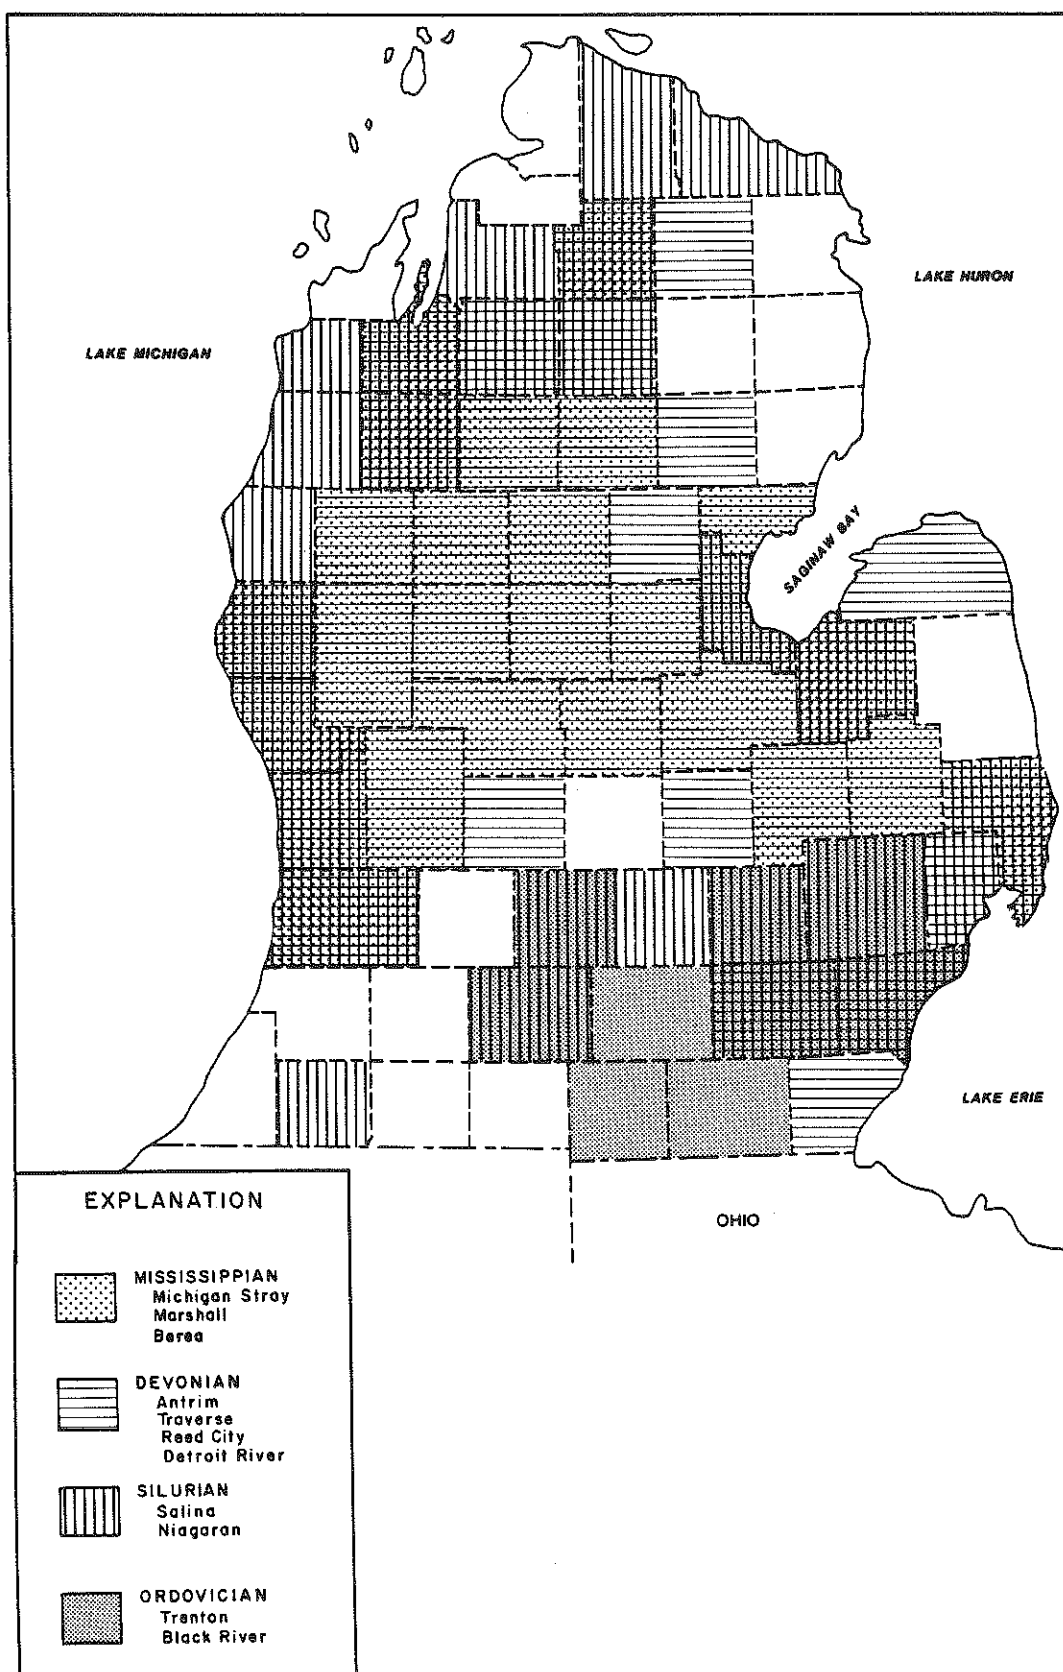 LAKE HURON
LAKE MICHIGAN
SAGINAW BAY
LAKE ERIE
OHIO
EXPLANATION
MISSISSIPPIAN
Michigan Stray
Marshall
Berea
DEVONIAN
Antrim
Traverse
Reed City
Detroit River
SILURIAN
Salina
Niagaran
ORDOVICIAN
Trenton
Black River